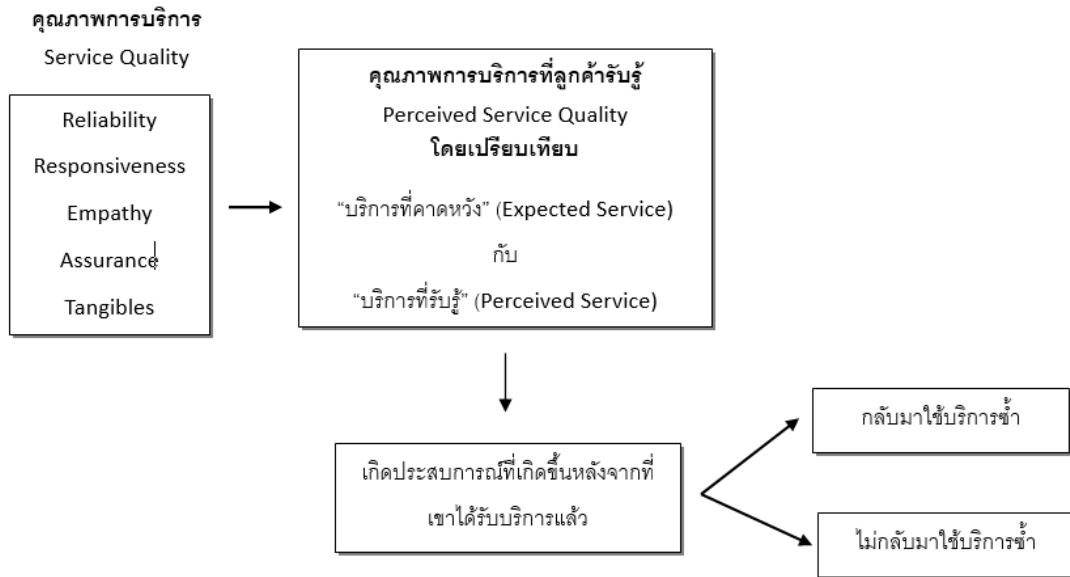 คุณภาพการบริการ
Service Quality
Reliability
Responsiveness
Empathy
Assurance
Tangibles
คุณภาพการบริการที่ลูกค้ารับรู้
Perceived Service Quality
โดยเปรียบเทียบ
“บริการที่คาดหวัง” (Expected Service)
กับ
“บริการที่รับรู้” (Perceived Service)
เกิดประสบการณ์ที่เกิดขึ้นหลังจากที่
เขาได้รับบริการแล้ว
กลับมาใช้บริการซ้ำ
ไม่กลับมาใช้บริการซ้ำ